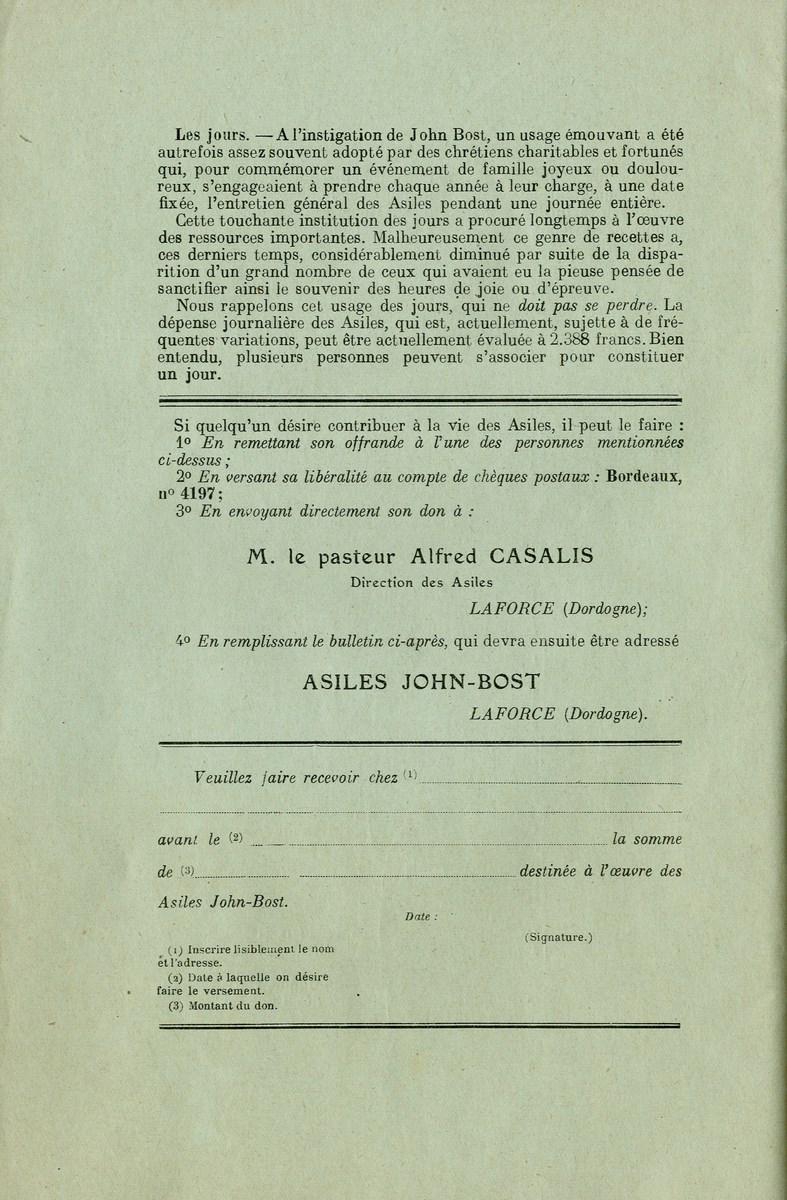 Les jours. — A l'instigation de John Bost, un usage émouvant a été
autrefois assez souvent adopté par des chrétiens charitables et fortunés
qui, pour commémorer un événement de famille joyeux ou doulou-
reux, s'engageaient à prendre chaque année à leur charge, à une date
fixée, l'entretien général des Asiles pendant une journée entière.
Cette touchante institution des jours a procuré longtemps à l'œuvre
des ressources importantes. Malheureusement ce genre de recettes a,
ces derniers temps, considérablement diminué par suite de la dispa-
rition d'un grand nombre de ceux qui avaient eu la pieuse pensée de
sanctifier ainsi le souvenir des heures de joie ou d'épreuve.
Nous rappelons cet usage des jours, qui ne doit pas se perdre. La
dépense journalière des Asiles, qui est, actuellement, sujette à de fré-
quentes variations, peut être actuellement évaluée à 2.388 francs. Bien
entendu, plusieurs personnes peuvent s'associer pour constituer
un jour.
Si quelqu'un désire contribuer à la vie des Asiles, il peut le faire :
1º En remettant son offrande à l'une des personnes mentionnées
ci-dessus ;
2º En versant sa libéralité au compte de chèques postaux : Bordeaux,
nº 4197 ;
3º En envoyant directement son don à :
M. le pasteur Alfred CASALIS
Direction des Asiles
LAFORCE (Dordogne);
4º En remplissant le bulletin ci-après, qui devra ensuite être adressé
ASILES JOHN-BOST
LAFORCE (Dordogne).
Veuillez faire recevoir chez (1)
avant le (2) la somme
de (3) destinée à l'œuvre des
Asiles John-Bost.
Date :
(Signature.)
(1) Inscrire lisiblement le nom
et l'adresse.
(2) Date à laquelle on désire
faire le versement.
(3) Montant du don.